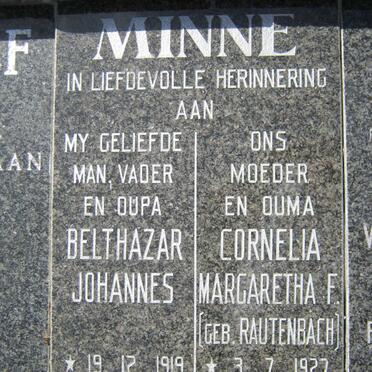 MINNE
IN LIEFDEVOLLE HERINNERING
AAN
MY GELIEFDE
MAN, VADER
EN OUPA
BELTHAZAR
JOHANNES
* 19. 12. 1919
ONS
MOEDER
EN OUMA
CORNELIA
MARGARETHA F.
(GEB. RAUTENBACH)
* 3. 7. 1927